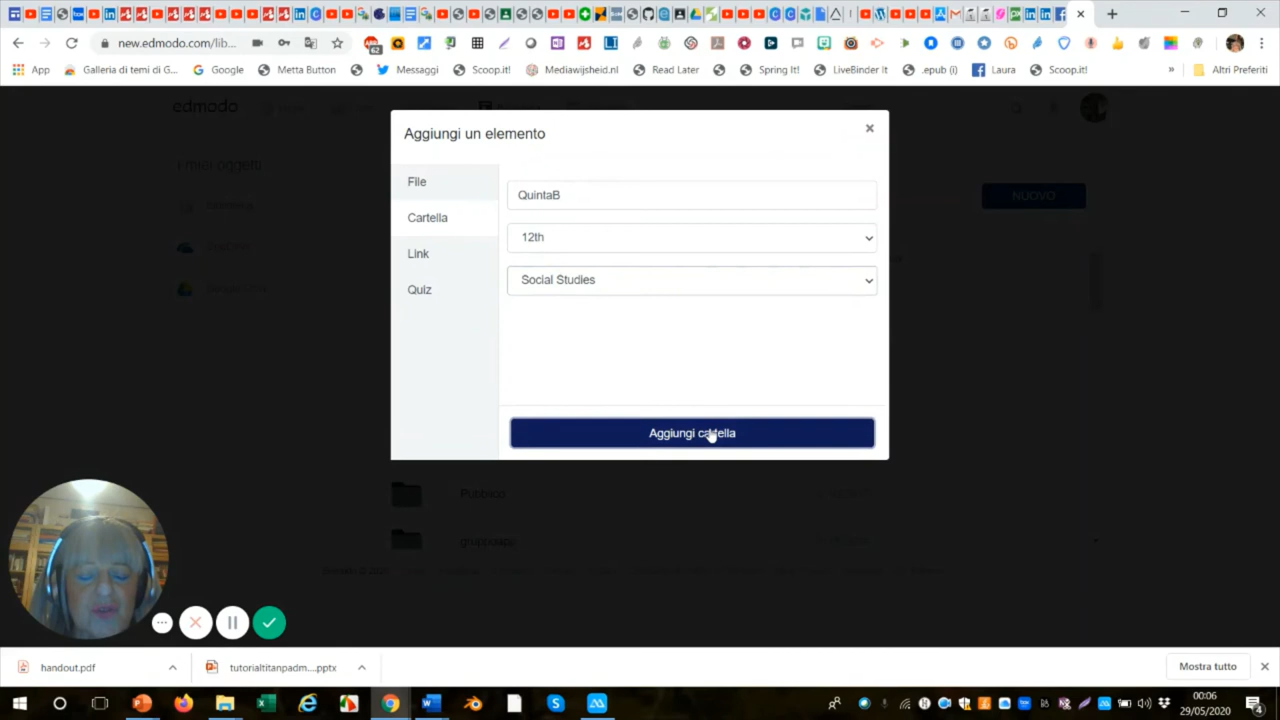 new.edmodo.com/lib...
62
App
Galleria di temi di G...
Google
Metta Button
Messaggi
Scoop.it!
Mediawijsheid.nl
Read Later
Spring It!
LiveBinder It
.epub (i)
Laura
Scoop.it!
»
Altri Preferiti
edmodo
I miei oggetti
NUOVO
Aggiungi un elemento
File
Cartella
Link
Quiz
QuintaB
12th
Social Studies
Aggiungi cartella
Pubblico
handout.pdf
tutorialtitanpadm....pptx
Mostra tutto
00:06
29/05/2020
4